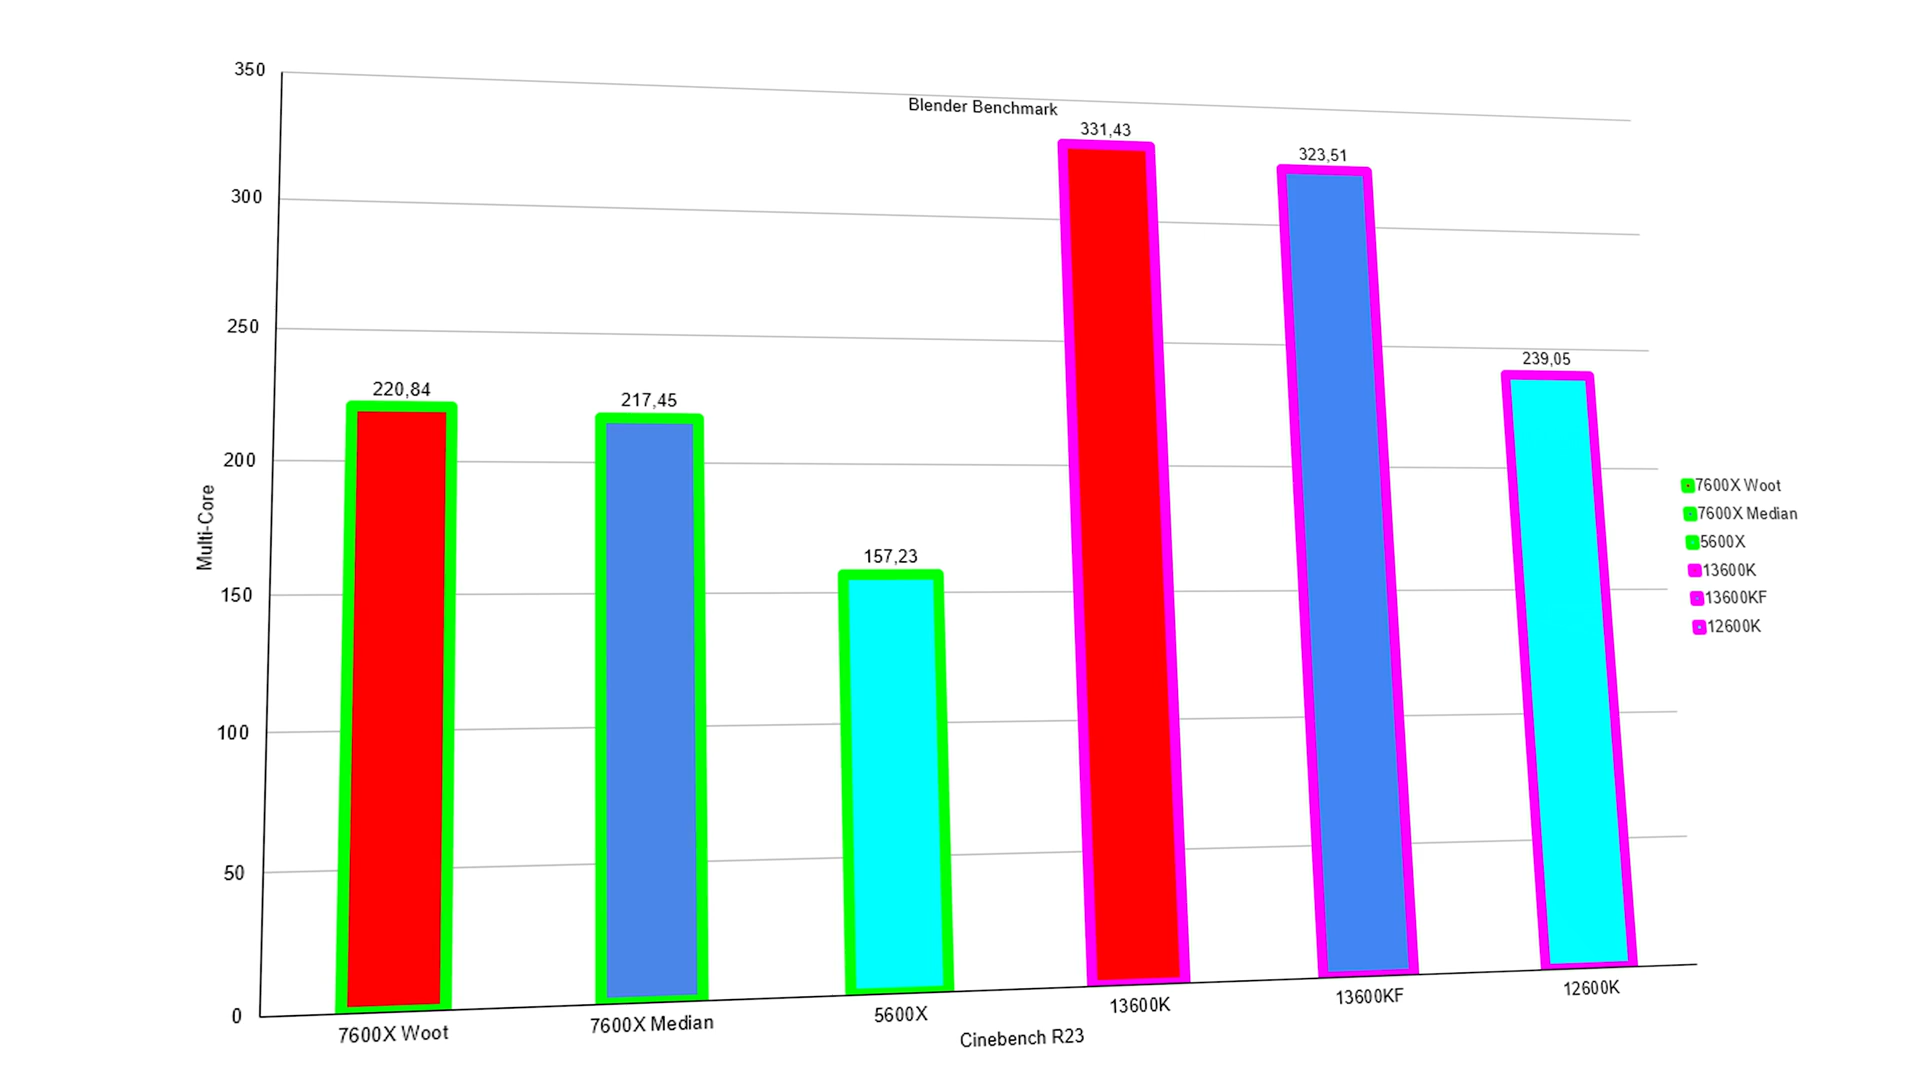 Blender Benchmark
Multi-Core
350
300
250
200
150
100
50
0
220,84
217,45
157,23
331,43
323,51
239,05
7600X Woot
7600X Median
5600X
13600K
13600KF
12600K
Cinebench R23
7600X Woot
7600X Median
5600X
13600K
13600KF
12600K